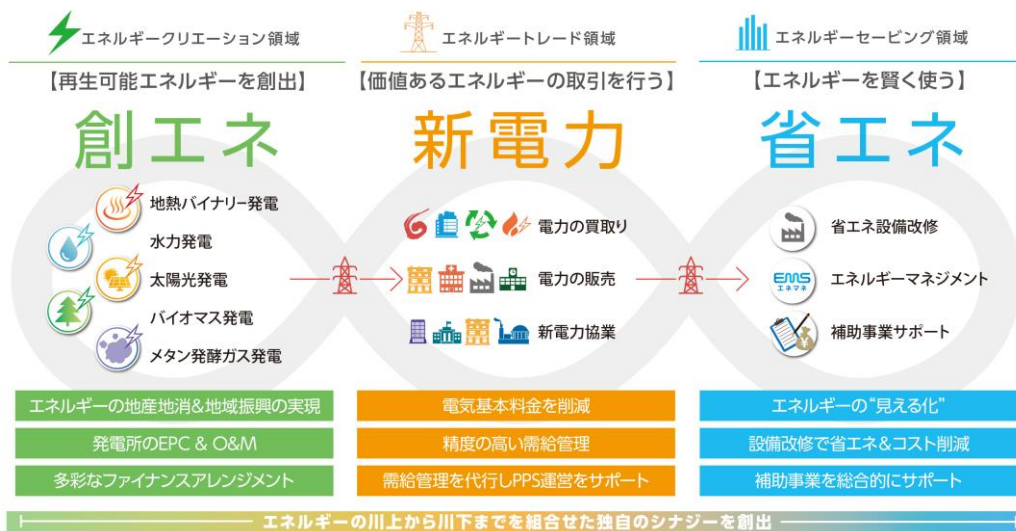 エネルギークリエーション領域
【再生可能エネルギーを創出】
創エネ
地熱バイナリー発電
水力発電
太陽光発電
バイオマス発電
メタン発酵ガス発電
エネルギーの地産地消&地域振興の実現
発電所のEPC & O&M
多彩なファイナンスアレンジメント
エネルギートレード領域
【価値あるエネルギーの取引を行う】
新電力
電力の買取り
電力の販売
新電力協業
電気基本料金を削減
精度の高い需給管理
需給管理を代行しPPS運営をサポート
エネルギーセービング領域
【エネルギーを賢く使う】
省エネ
省エネ設備改修
EMS
エネマネ
エネルギーマネジメント
¥
補助事業サポート
エネルギーの“見える化”
設備改修で省エネ&コスト削減
補助事業を総合的にサポート
エネルギーの川上から川下までを組合せた独自のシナジーを創出